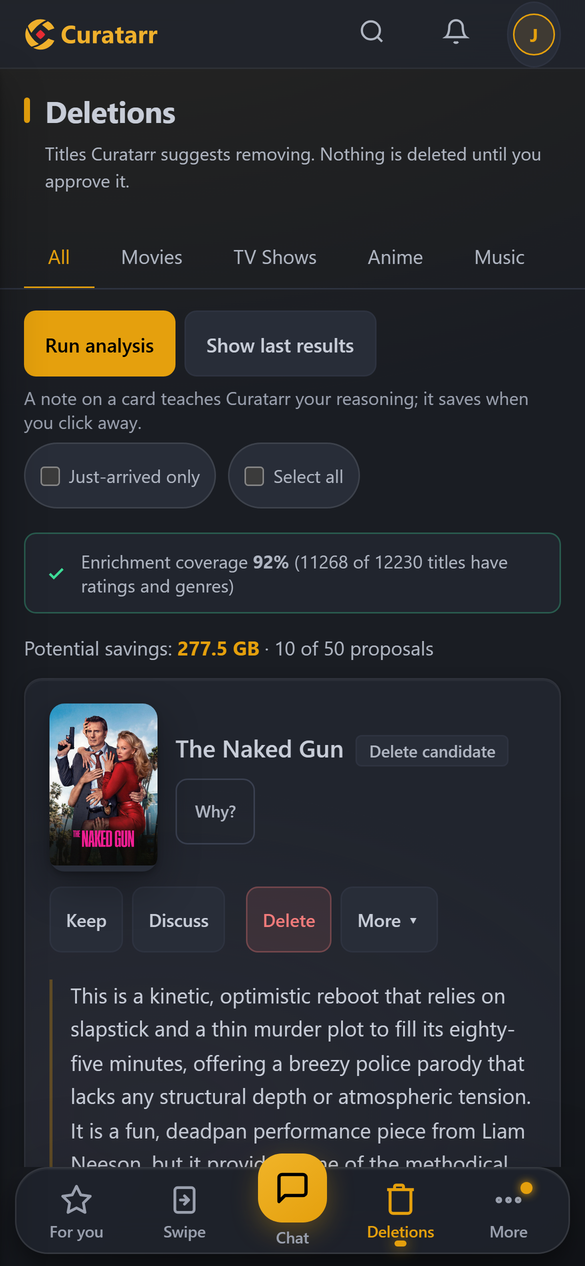 Curatarr
J
Deletions
Titles Curatarr suggests removing. Nothing is deleted until you
approve it.
All Movies TV Shows Anime Music
Run analysis Show last results
A note on a card teaches Curatarr your reasoning; it saves when
you click away.
Just-arrived only Select all
Enrichment coverage 92% (11268 of 12230 titles have
ratings and genres)
Potential savings: 277.5 GB · 10 of 50 proposals
THE NAKED GUN
The Naked Gun Delete candidate
Why?
Keep Discuss Delete More ▼
This is a kinetic, optimistic reboot that relies on
slapstick and a thin murder plot to fill its eighty-
five minutes, offering a breezy police parody that
lacks any structural depth or atmospheric tension.
It is a fun, deadpan performance piece from Liam
Neeson, but it of the methodical
For you Swipe Chat Deletions More